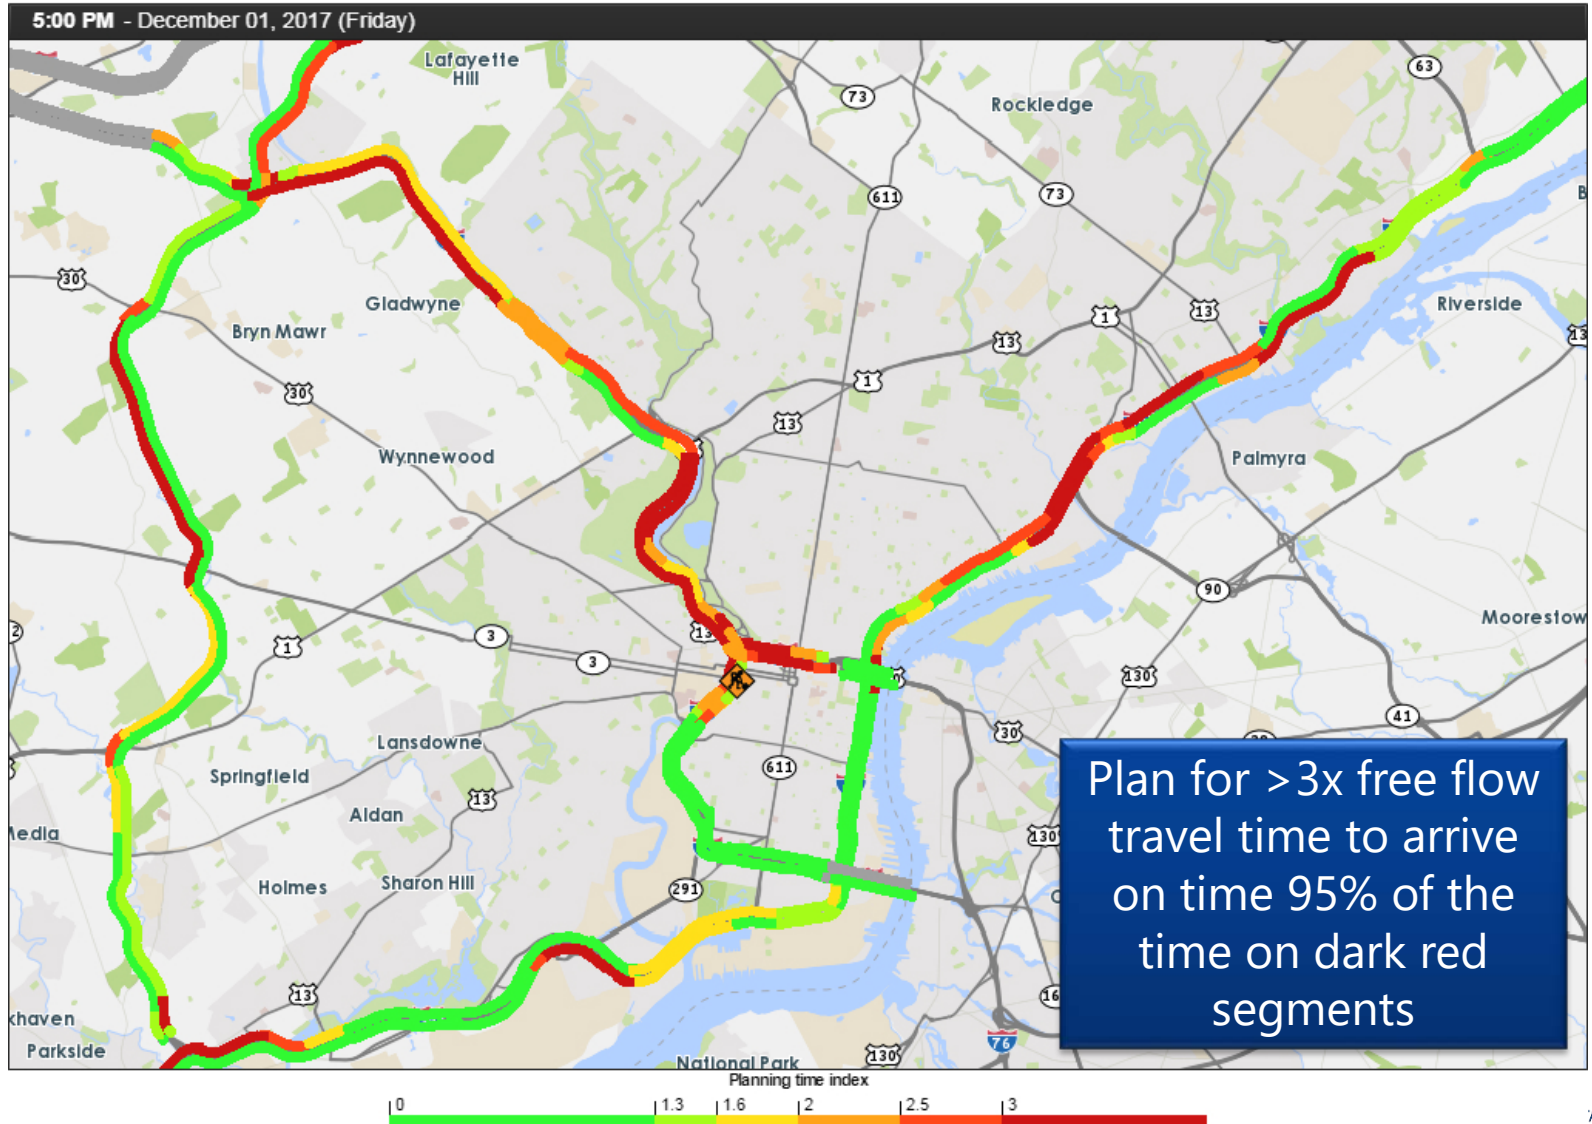 5:00 PM - December 01, 2017 (Friday)
Lafayette
Hill
63
73
Rockledge
611
73
30
Gladwyne
Bryn Mawr
1
13
Riverside
13
13
1
30
13
Wynnewood
Palmyra
90
Moorestow
13
3
1
3
130
41
30
Lansdowne
Springfield
611
13
Aldan
130
Holmes
Sharon Hill
291
13
16
khaven
Parkside
76
130
National Park
Plan for >3x free flow
travel time to arrive
on time 95% of the
time on dark red
segments
Planning time index
0
1.3
1.6
2
2.5
3